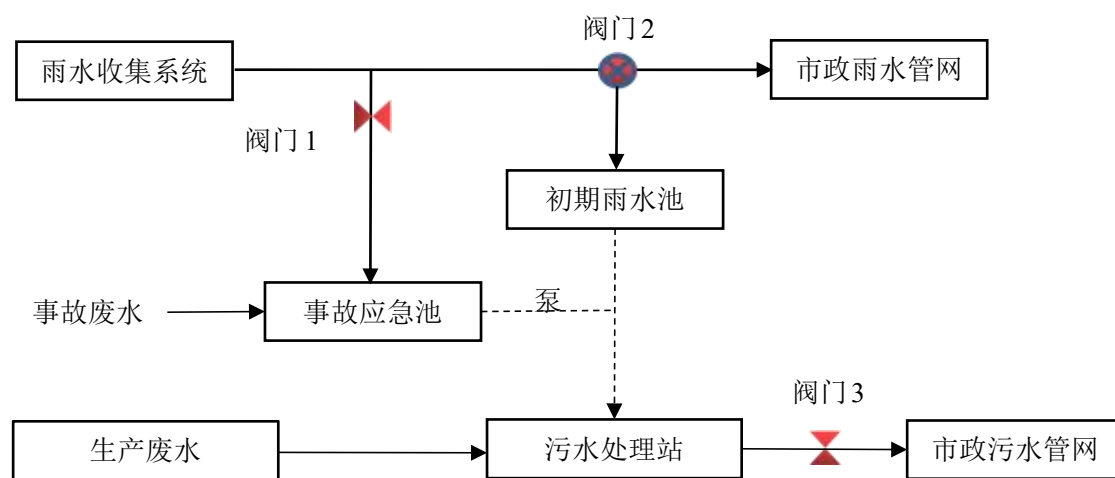 阀门2
雨水收集系统
市政雨水管网
阀门1
初期雨水池
事故废水
事故应急池
泵
阀门3
生产废水
污水处理站
市政污水管网